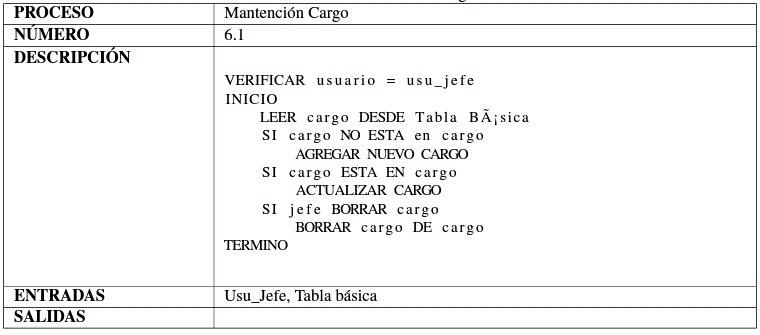 PROCESO Mantención Cargo
NÚMERO 6.1
DESCRIPCIÓN
VERIFICAR usuario = usu_jefe
INICIO
LEER cargo DESDE Tabla BÃ¡sica
SI cargo NO ESTA en cargo
AGREGAR NUEVO CARGO
SI cargo ESTA EN cargo
ACTUALIZAR CARGO
SI jefe BORRAR cargo
BORRAR cargo DE cargo
TERMINO
ENTRADAS Usu_Jefe, Tabla básica
SALIDAS